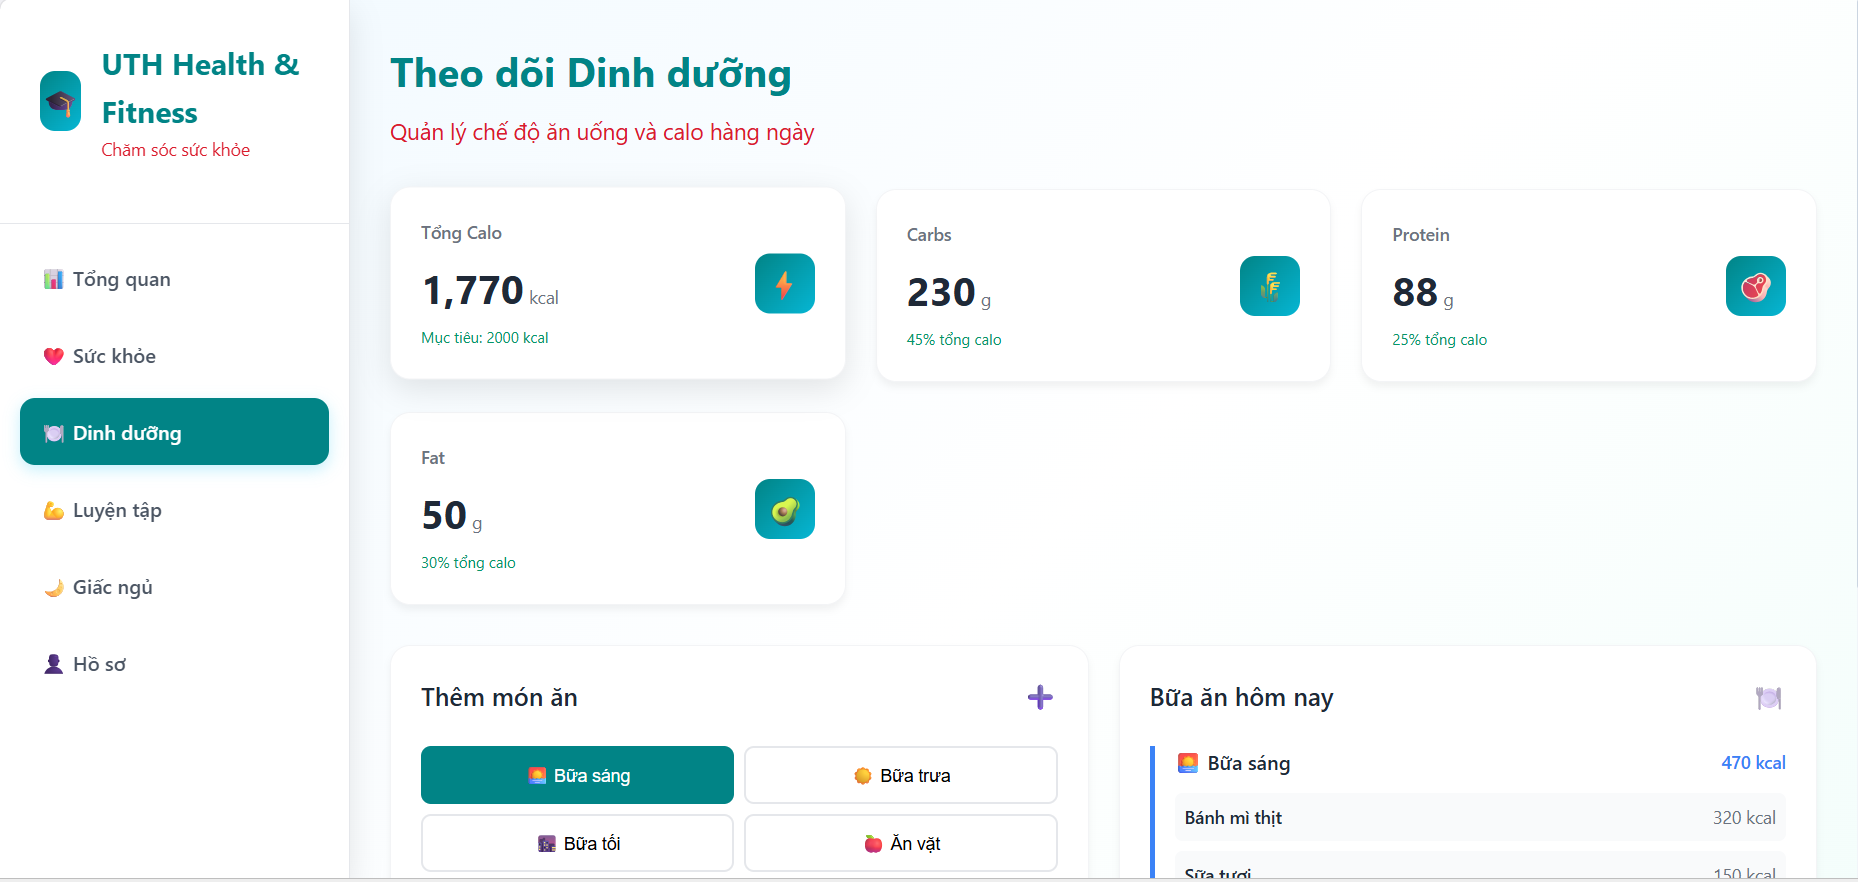 UTH Health &
Fitness
Chăm sóc sức khỏe
Tổng quan
Sức khỏe
Dinh dưỡng
Luyện tập
Giấc ngủ
Hồ sơ
Theo dõi Dinh dưỡng
Quản lý chế độ ăn uống và calo hàng ngày
Tổng Calo
1,770 kcal
Mục tiêu: 2000 kcal
Carbs
230 g
45% tổng calo
Protein
88 g
25% tổng calo
Fat
50 g
30% tổng calo
Thêm món ăn
Bữa sáng
Bữa trưa
Bữa tối
Ăn vặt
Bữa ăn hôm nay
Bữa sáng 470 kcal
Bánh mì thịt 320 kcal
Sữa tươi 150 kcal